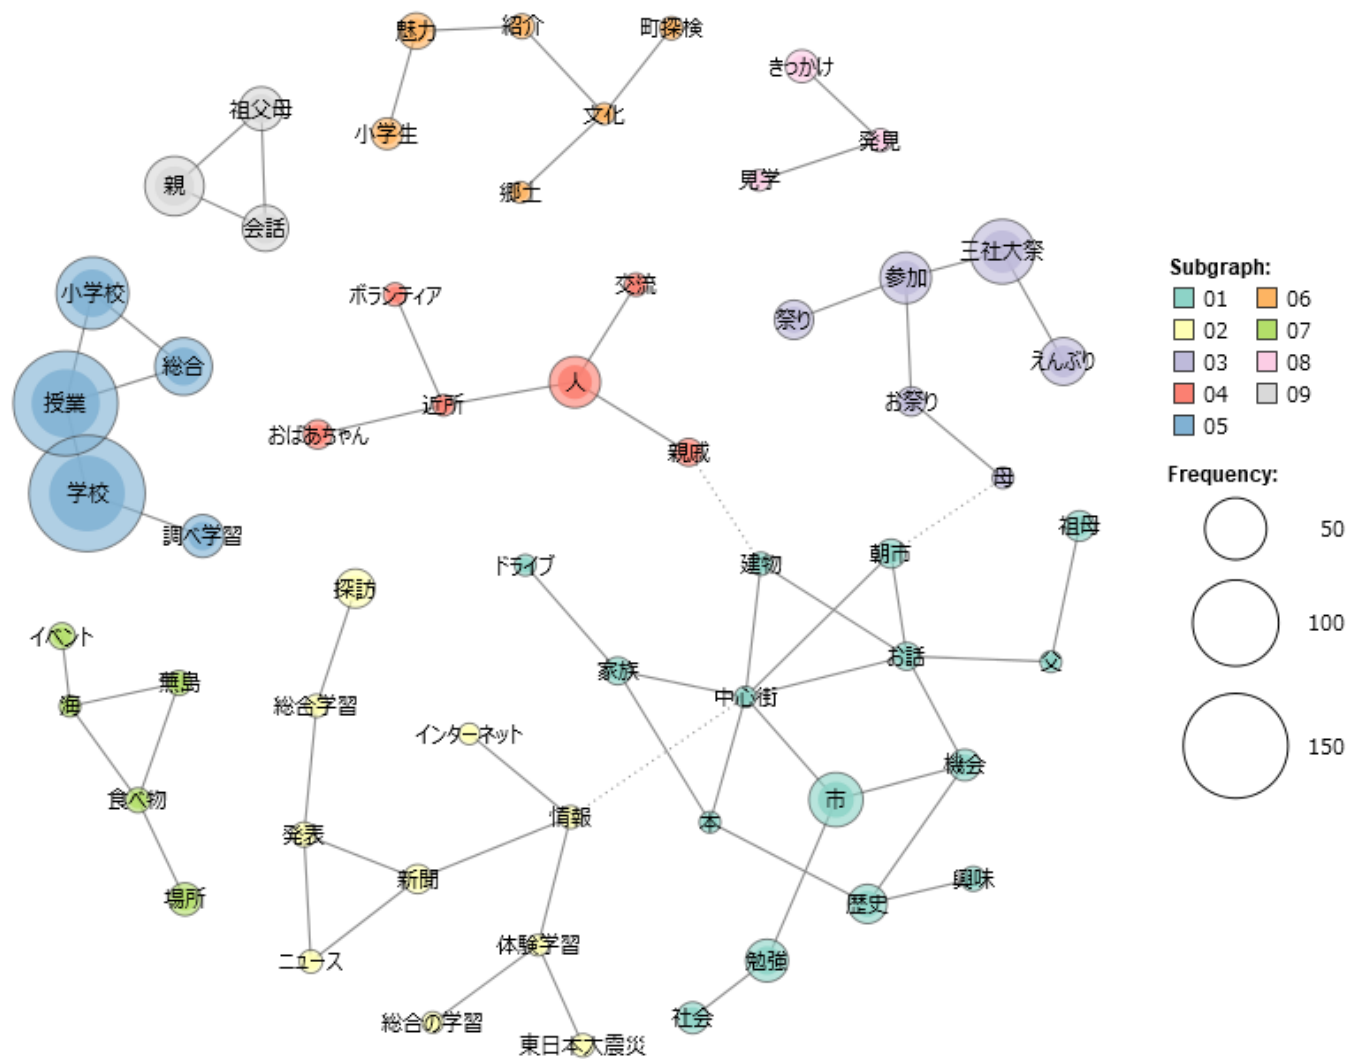 魅力
紹介
町探検
きっかけ
祖父母
小学生
文化
発見
親
郷土
見学
会話
三社大祭
参加
小学校
ボランティア
交流
祭り
えんぶり
総合
人
授業
近所
お祭り
おばあちゃん
親戚
母
学校
調べ学習
ドライブ
建物
朝市
祖母
探訪
イベント
家族
お話
父
蕪島
海
総合学習
中心街
インターネット
機会
食べ物
市
情報
本
発表
新聞
興味
場所
歴史
体験学習
ニュース
勉強
総合の学習
社会
東日本大震災
Subgraph:
01
06
02
07
03
08
04
09
05
Frequency:
50
100
150